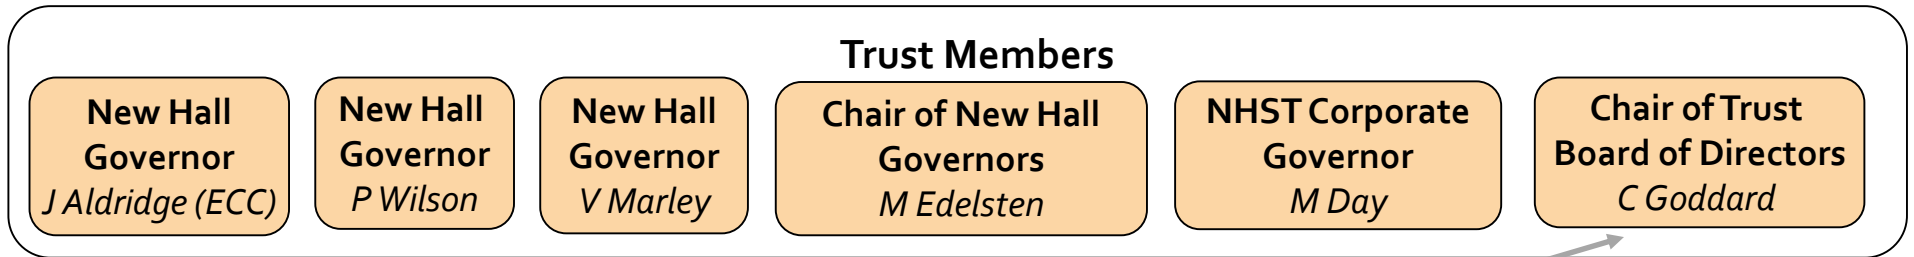 Trust Members
New Hall
Governor
J Aldridge (ECC)
New Hall
Governor
P Wilson
New Hall
Governor
V Marley
Chair of New Hall
Governors
M Edelsten
NHST Corporate
Governor
M Day
Chair of Trust
Board of Directors
C Goddard